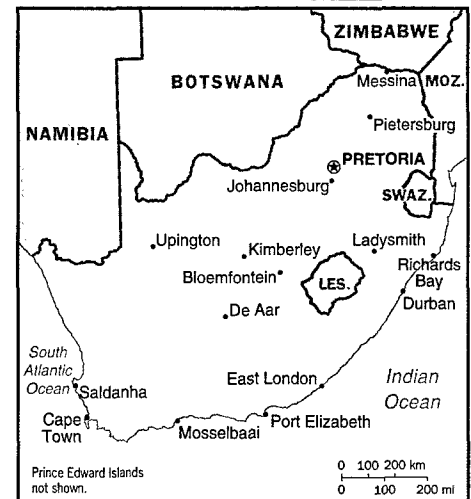 ZIMBABWE
BOTSWANA
Messina
MOZ.
NAMIBIA
Pietersburg
PRETORIA
Johannesburg
SWAZ.
Upington
Kimberley
Ladysmith
Bloemfontein
LES.
Richards
Bay
Durban
De Aar
South
Atlantic
Ocean
Saldanha
East London
Indian
Ocean
Cape
Town
Mosselbaai
Port Elizabeth
Prince Edward Islands
not shown.
0 100 200 km
0 100 200 mi